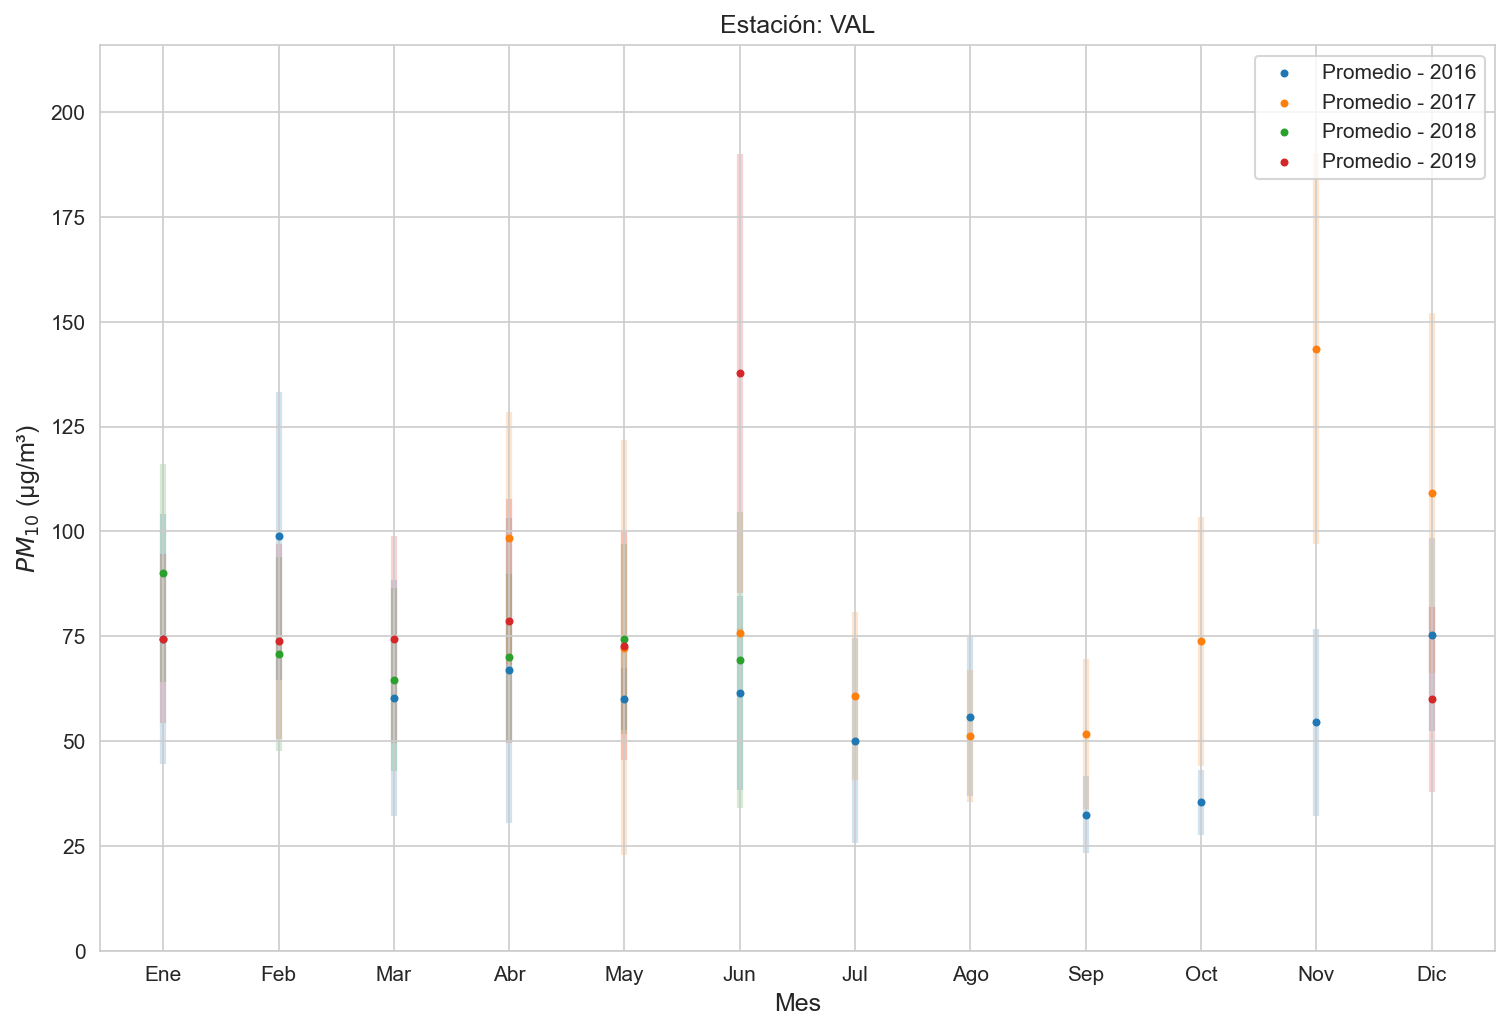 Estación: VAL
Promedio - 2016
Promedio - 2017
Promedio - 2018
Promedio - 2019
200
175
150
125
100
75
50
25
0
PM₁₀ (µg/m³)
Ene Feb Mar Abr May Jun Jul Ago Sep Oct Nov Dic
Mes